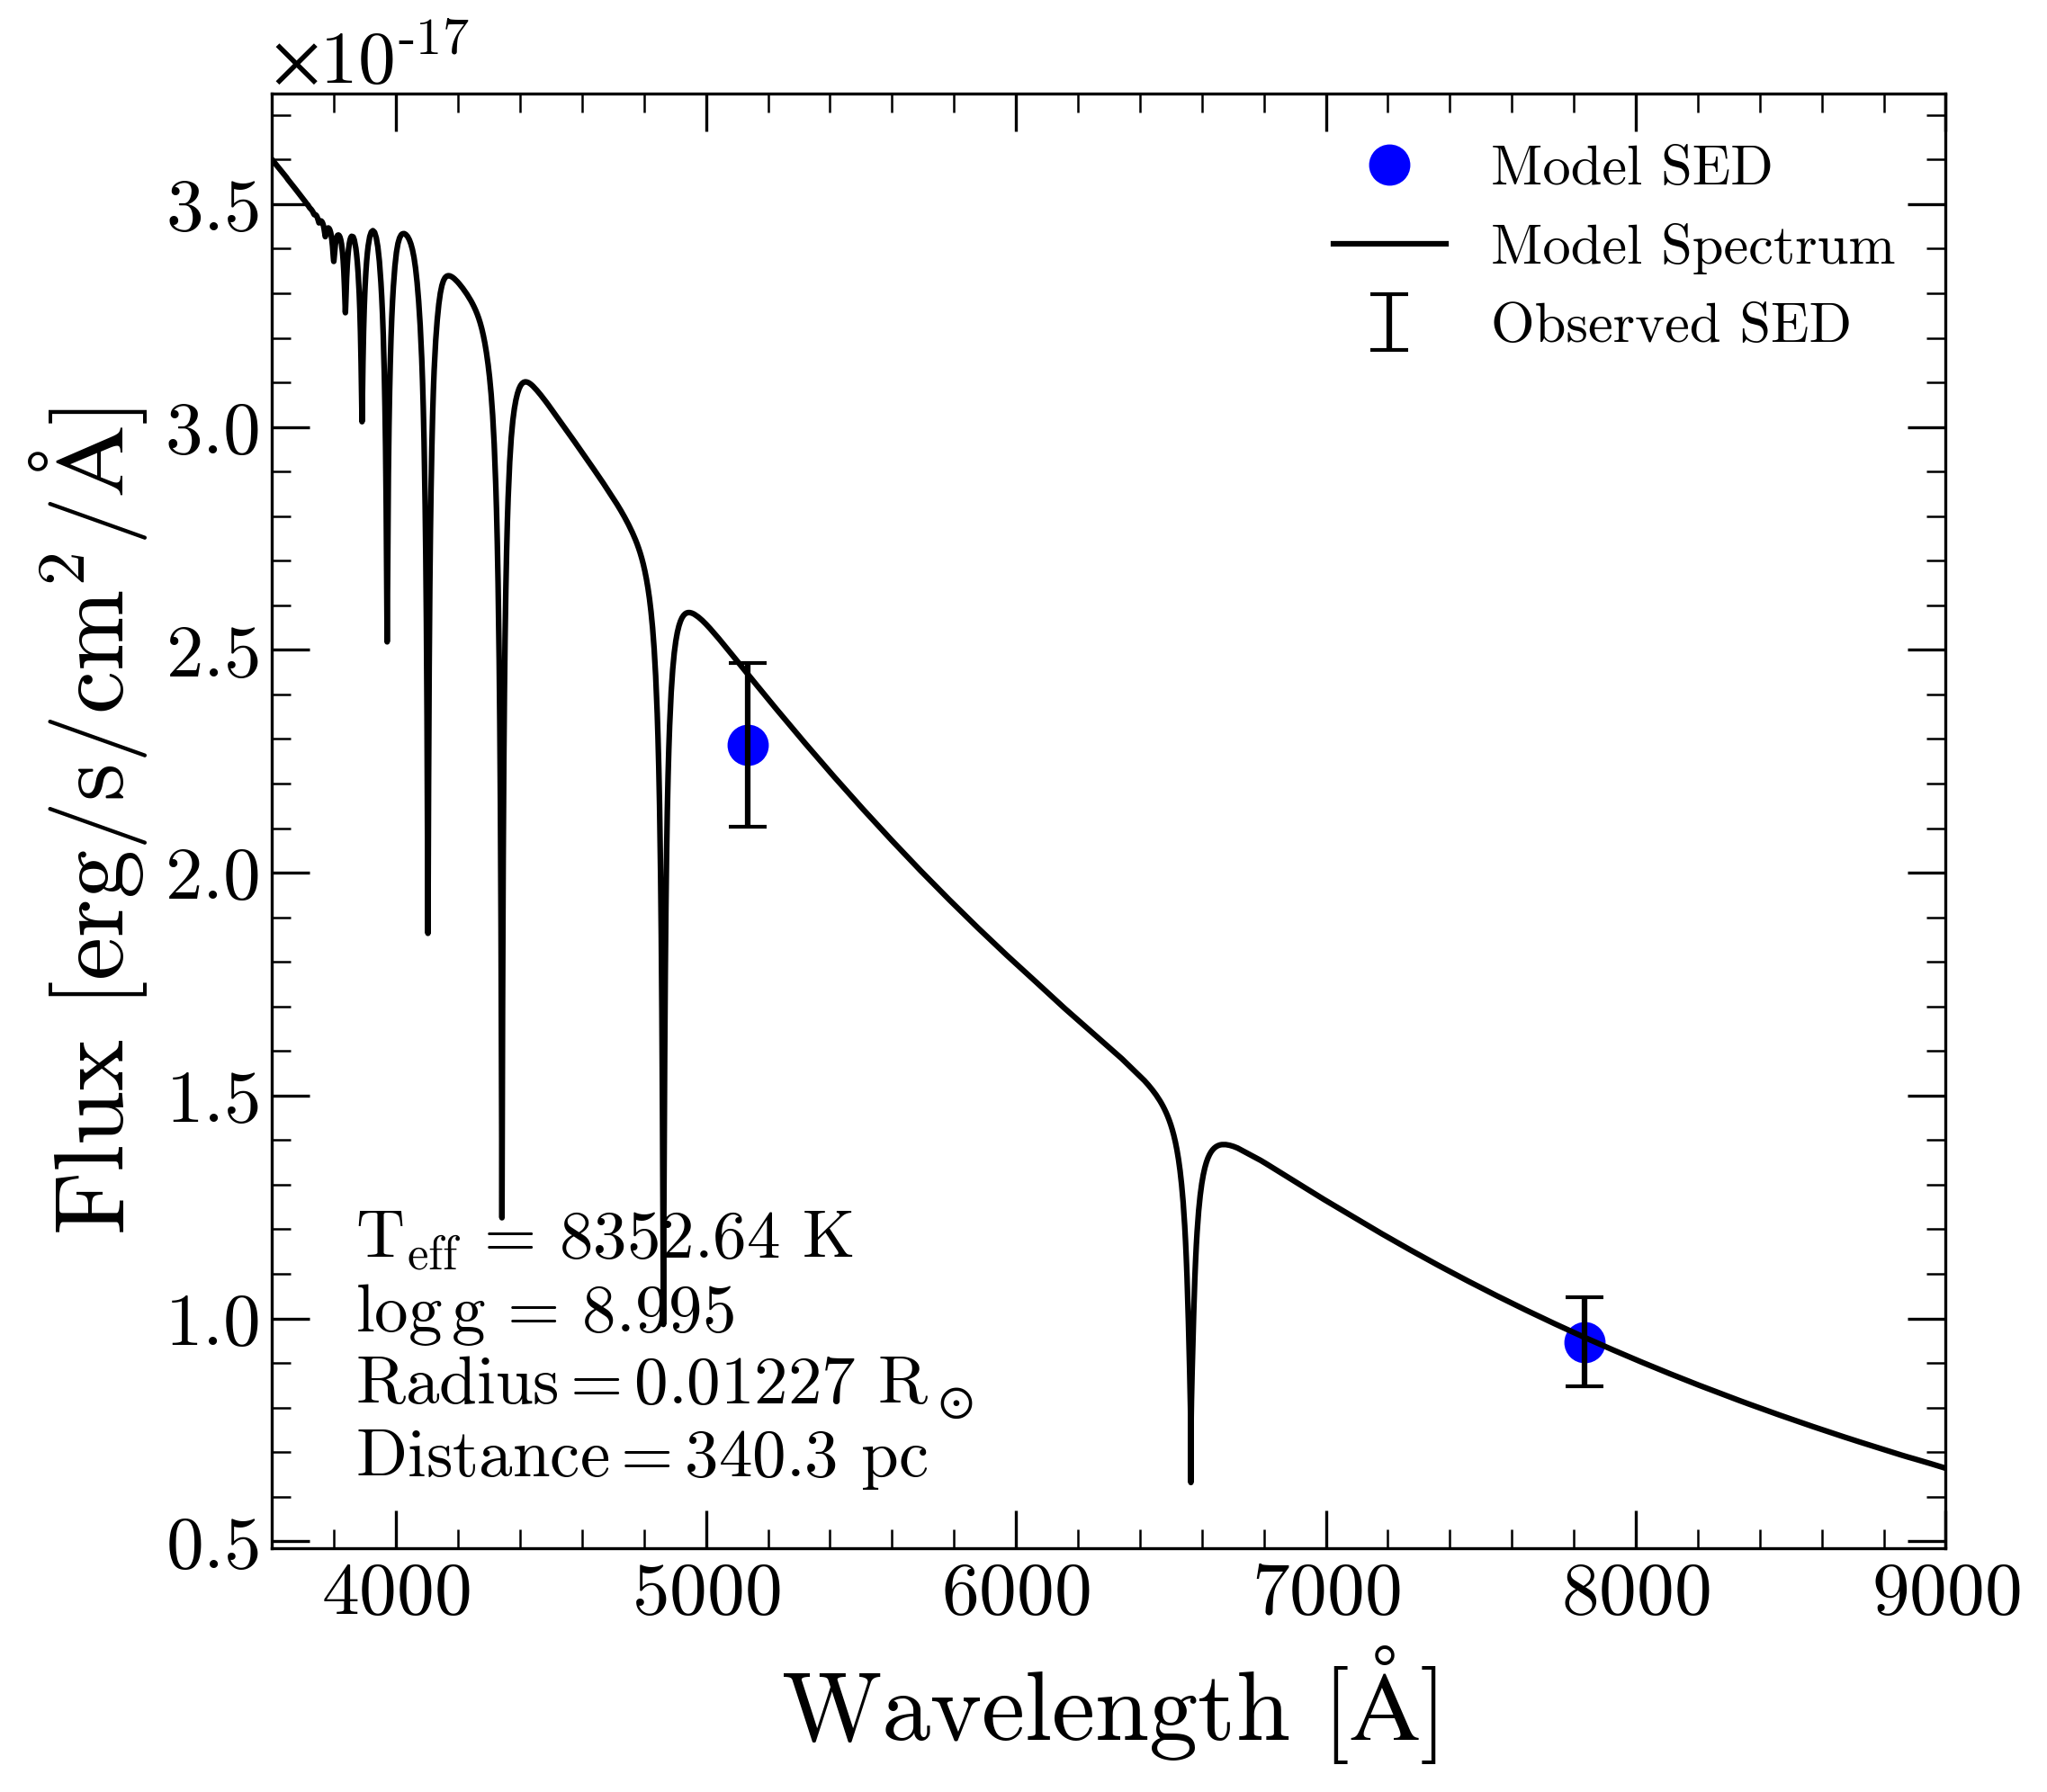 ×10⁻¹⁷
3.5
3.0
2.5
2.0
1.5
1.0
0.5
Flux [erg/s/cm²/Å]
Model SED
Model Spectrum
Observed SED
T_eff = 8352.64 K
log g = 8.995
Radius = 0.01227 R_⊙
Distance = 340.3 pc
4000 5000 6000 7000 8000 9000
Wavelength [Å]